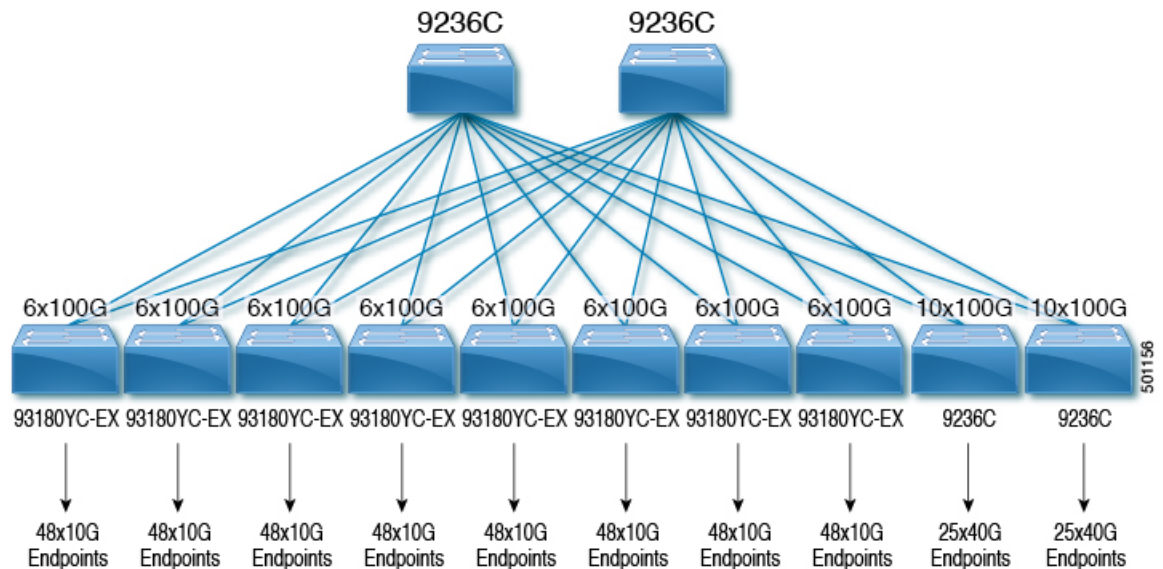 9236C 9236C
6x100G 6x100G 6x100G 6x100G 6x100G 6x100G 6x100G 6x100G 10x100G 10x100G
93180YC-EX 93180YC-EX 93180YC-EX 93180YC-EX 93180YC-EX 93180YC-EX 93180YC-EX 93180YC-EX 9236C 9236C
48x10G 48x10G 48x10G 48x10G 48x10G 48x10G 48x10G 48x10G 25x40G 25x40G
Endpoints Endpoints Endpoints Endpoints Endpoints Endpoints Endpoints Endpoints Endpoints Endpoints
501156